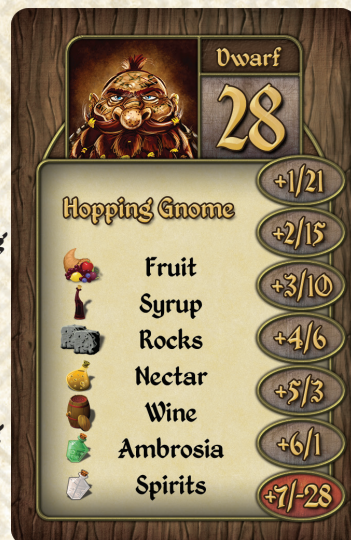 Dwarf
28
+1/21
Hopping Gnome
+2/15
Fruit
+3/10
Syrup
Rocks
+4/6
Nectar
+5/3
Wine
Ambrosia
+6/1
Spirits
+7/-28